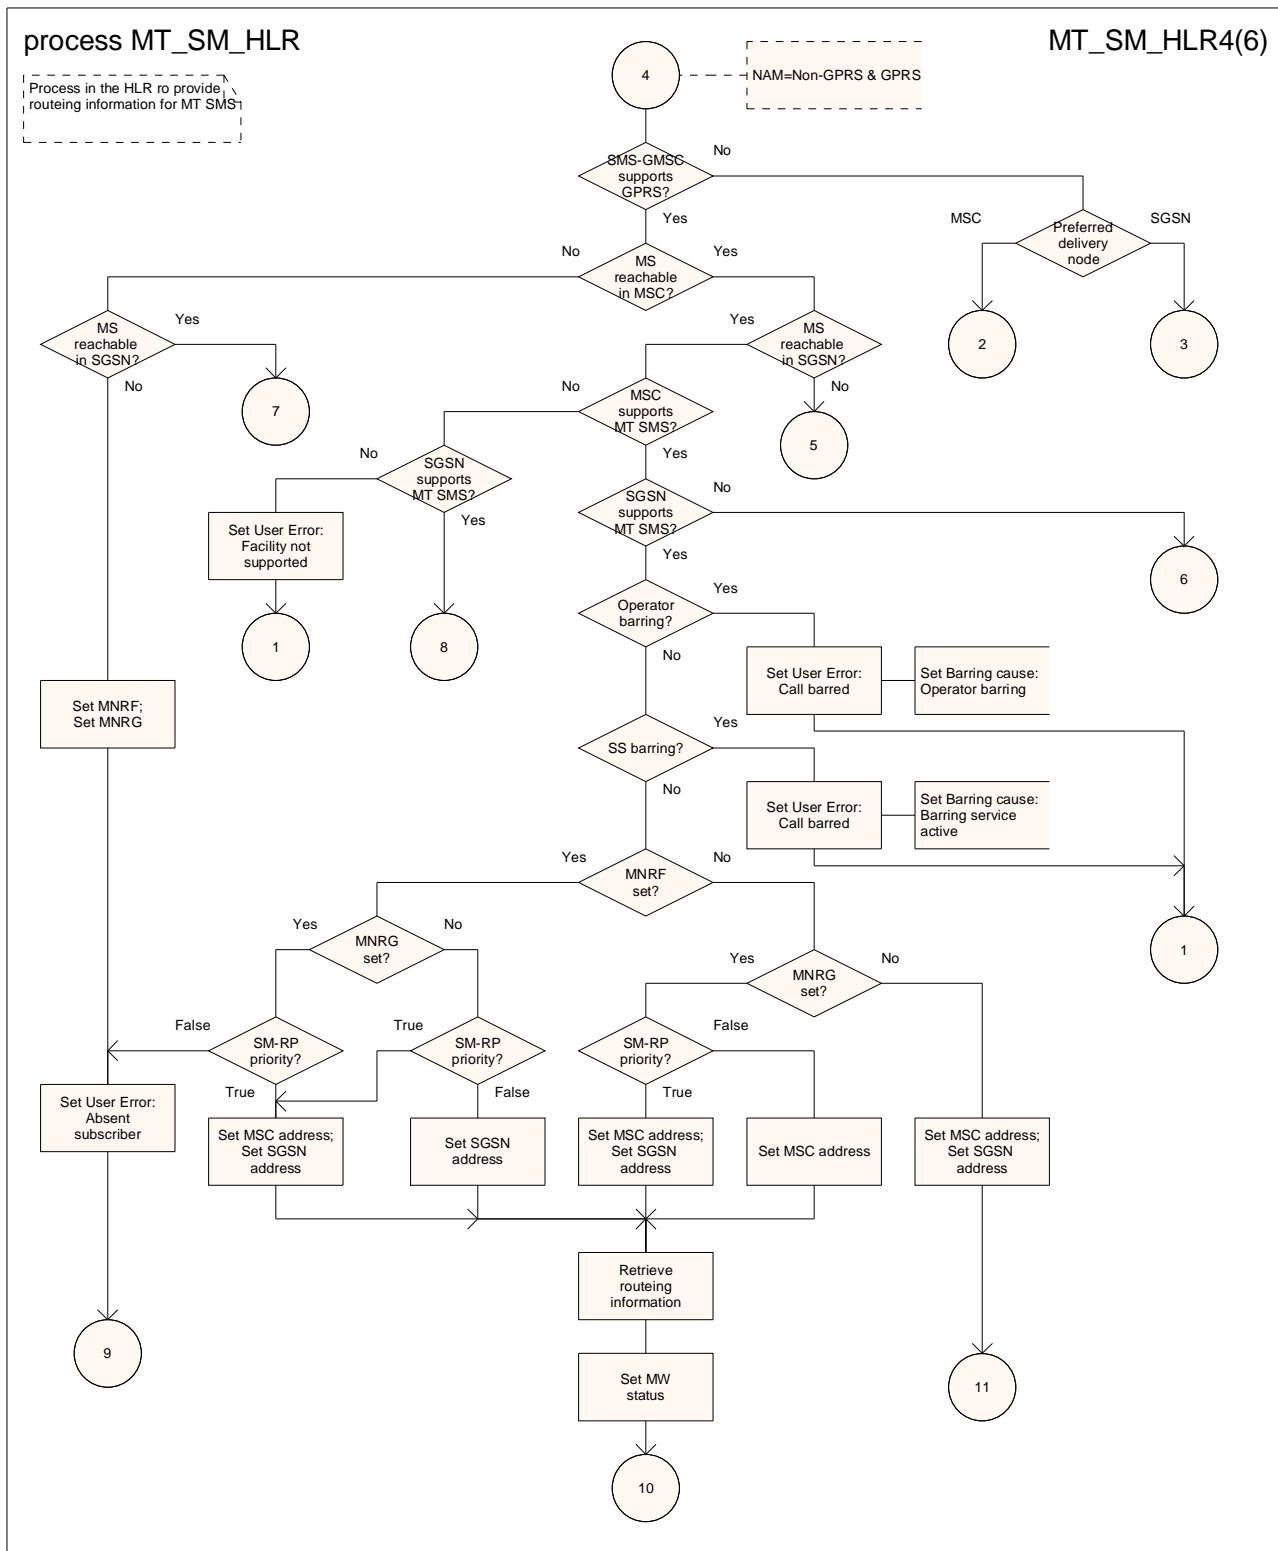 process MT_SM_HLR
MT_SM_HLR4(6)
Process in the HLR ro provide
routeing information for MT SMS
4
NAM=Non-GPRS & GPRS
SMS-GMSC
supports
GPRS?
No
Yes
MSC
Preferred
delivery
node
SGSN
No
MS
reachable
in MSC?
Yes
MS
reachable
in SGSN?
Yes
No
Yes
MS
reachable
in SGSN?
No
2
3
7
5
No
MSC
supports
MT SMS?
Yes
No
SGSN
supports
MT SMS?
Yes
SGSN
supports
MT SMS?
No
Yes
Set User Error:
Facility not
supported
6
1
8
Operator
barring?
Yes
No
Set User Error:
Call barred
Set Barring cause:
Operator barring
Set MNRF;
Set MNRG
SS barring?
Yes
No
Set User Error:
Call barred
Set Barring cause:
Barring service
active
Yes
MNRF
set?
No
1
Yes
MNRG
set?
No
Yes
MNRG
set?
No
False
SM-RP
priority?
True
True
SM-RP
priority?
False
SM-RP
priority?
False
True
Set User Error:
Absent
subscriber
Set MSC address;
Set SGSN
address
Set SGSN
address
Set MSC address;
Set SGSN
address
Set MSC address
Set MSC address;
Set SGSN
address
Retrieve
routeing
information
9
Set MW
status
11
10